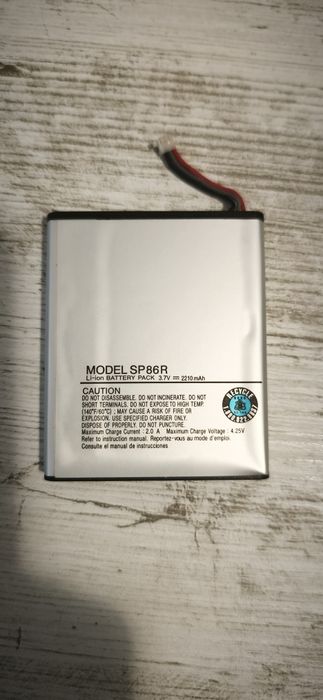 MODEL SP86R
Li-ion BATTERY PACK 3.7V ⎓ 2210 mAh
CAUTION
DO NOT DISASSEMBLE. DO NOT INCINERATE. DO NOT
SHORT TERMINALS. DO NOT EXPOSE TO HIGH TEMP.
(140°F/60°C) : MAY CAUSE A RISK OF FIRE OR
EXPLOSION. USE SPECIFIED CHARGER ONLY.
DISPOSE OF PROPERLY. DO NOT PUNCTURE.
Maximum Charge Current : 2.0 A Maximum Charge Voltage : 4.25V
Refer to instruction manual. Reportez-vous au mode d'emploi.
Consulte el manual de instrucciones
RECYCLE